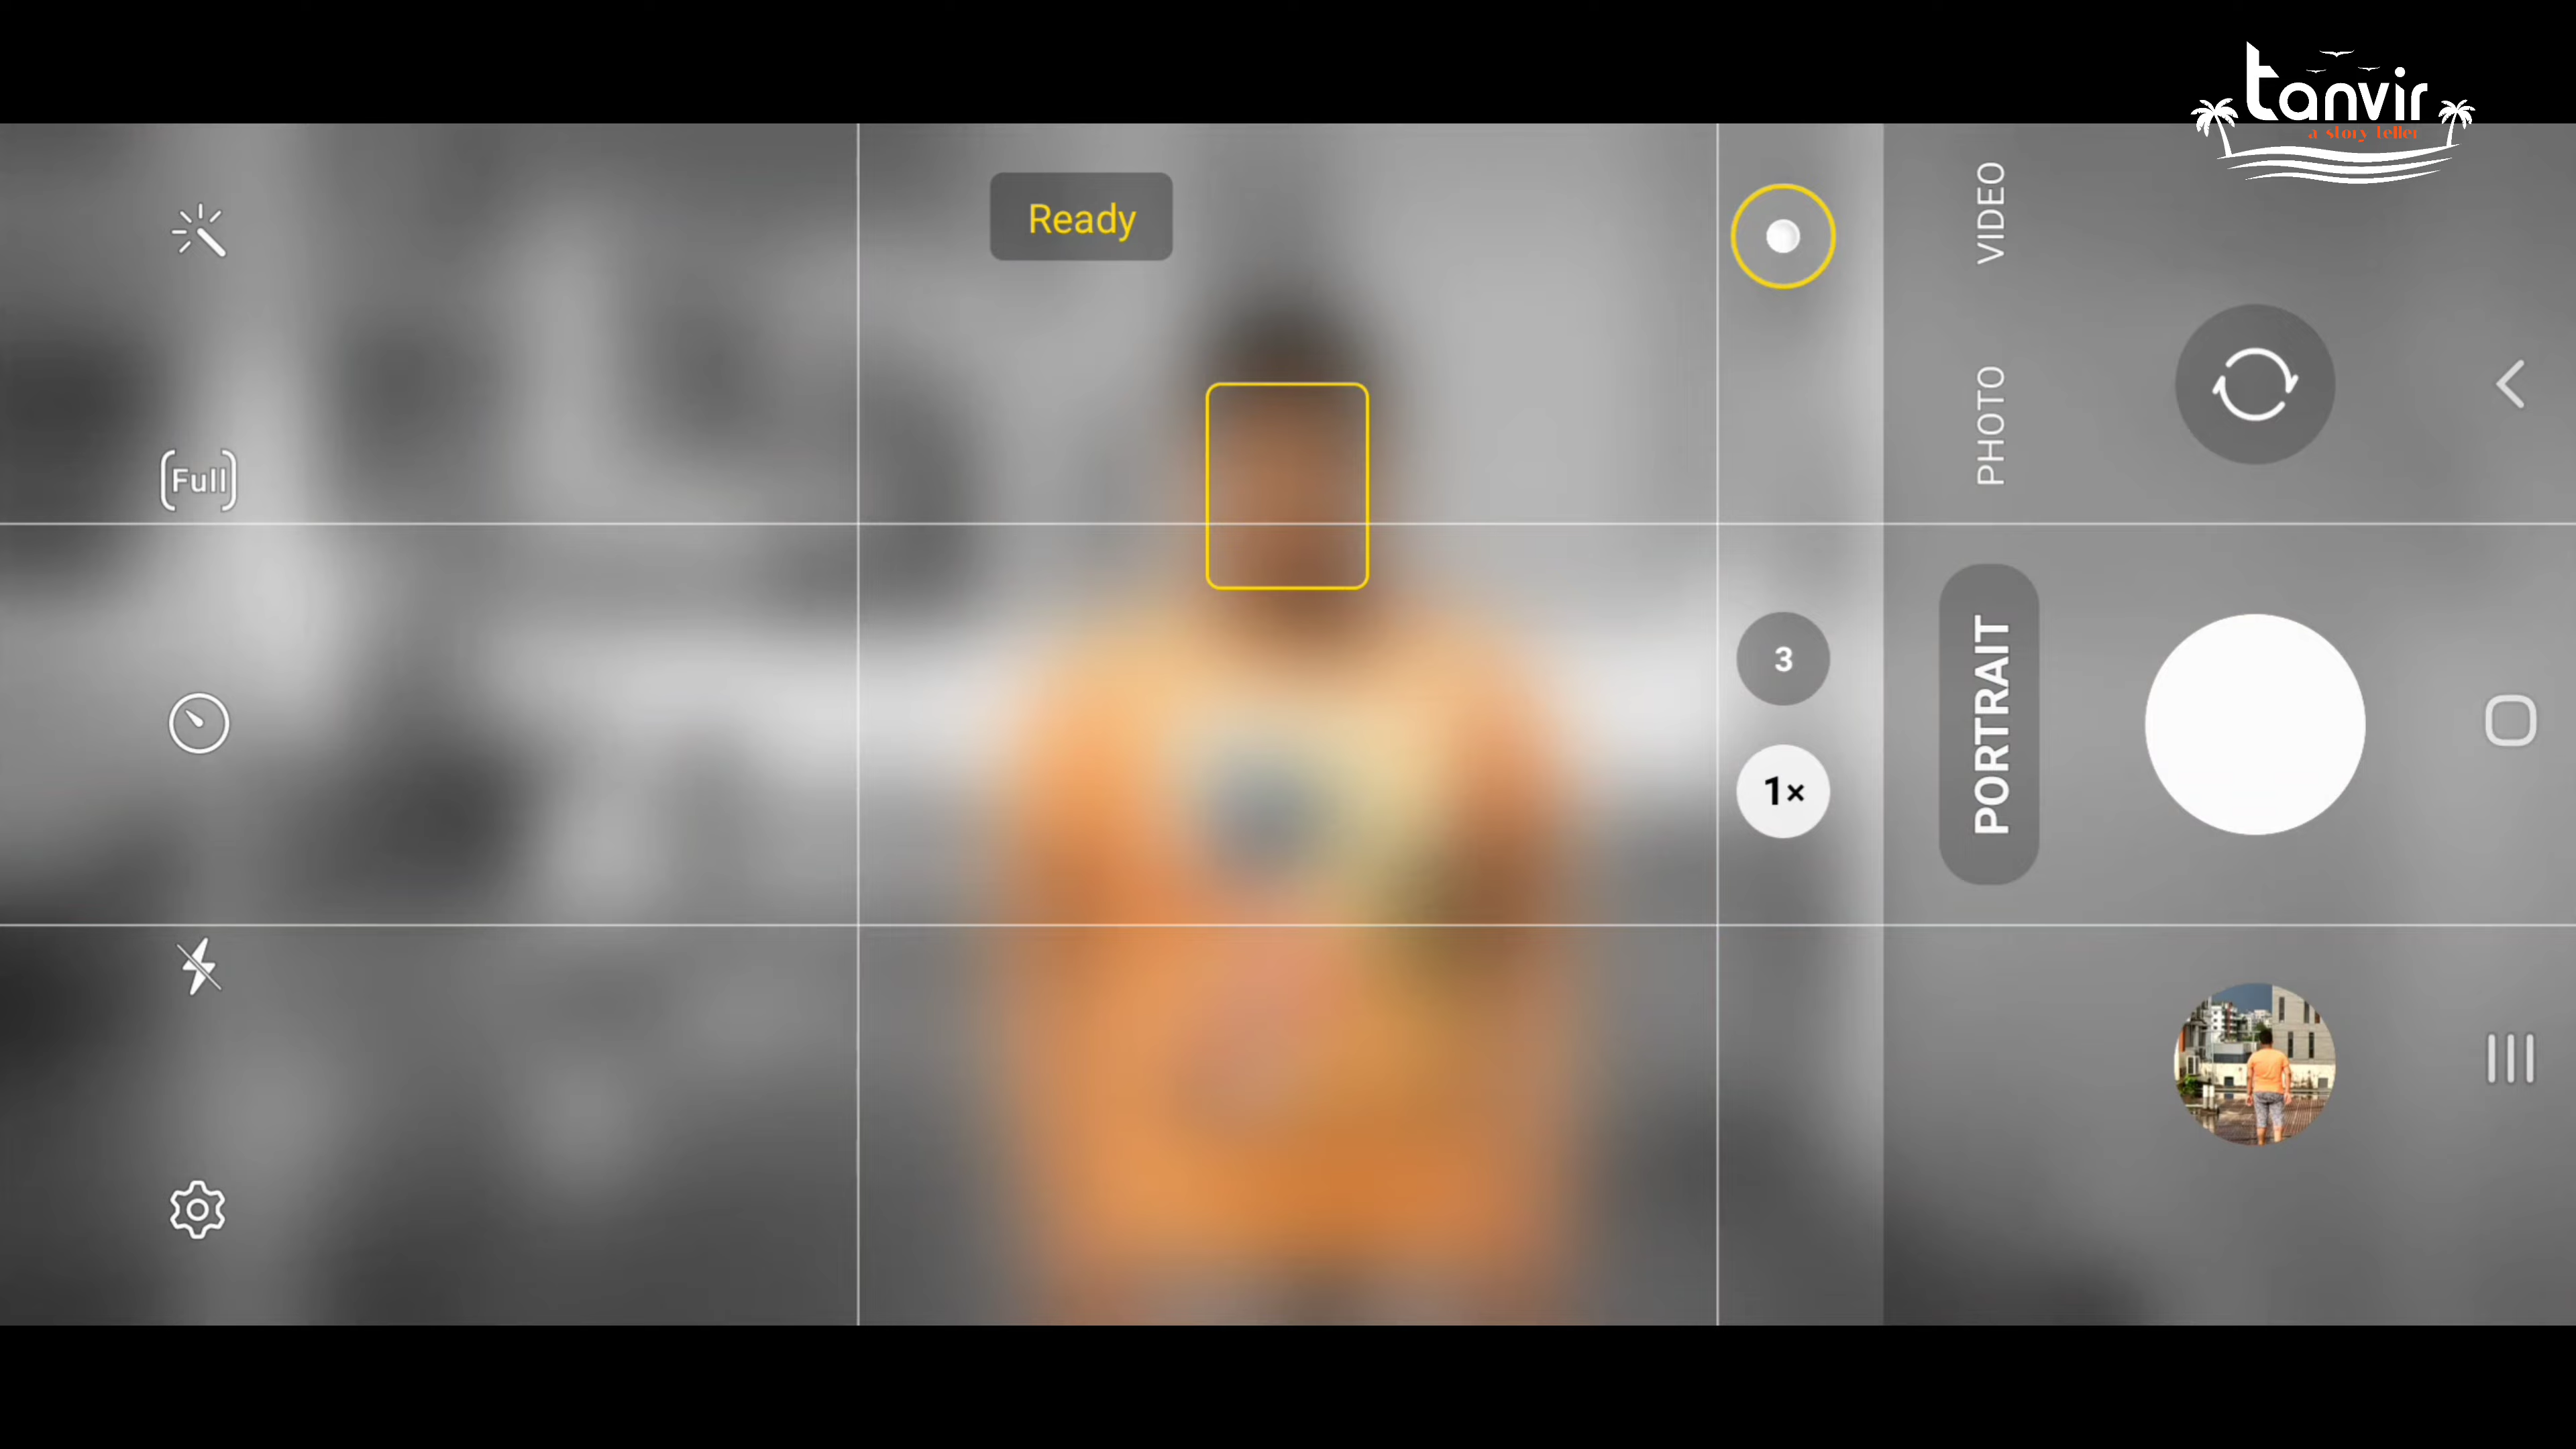 tanvir
a story teller
Ready
VIDEO
PHOTO
PORTRAIT
Full
3
1×